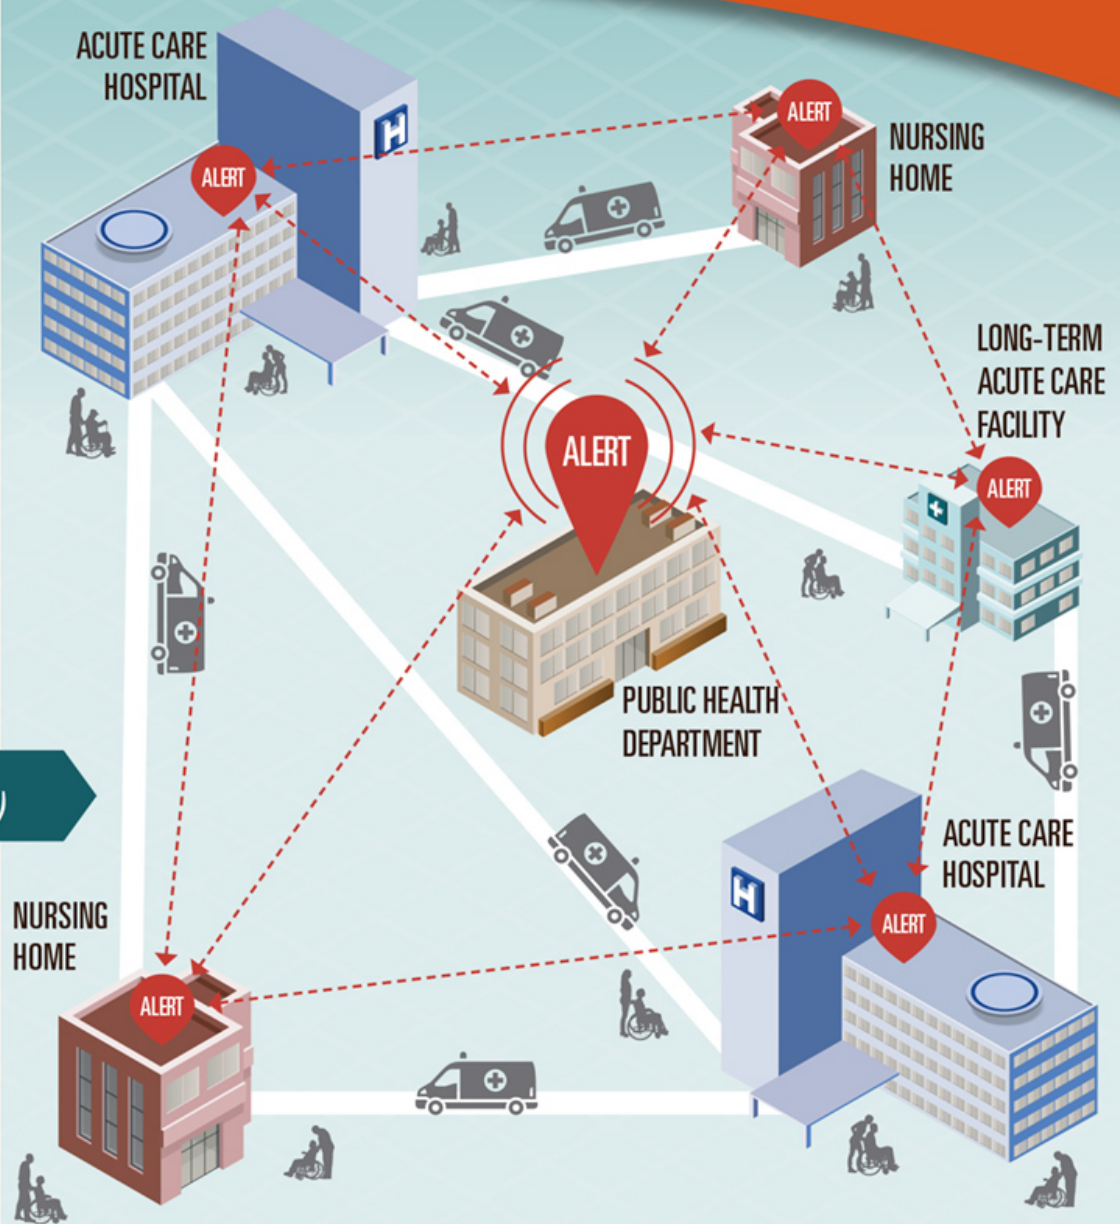 ACUTE CARE
HOSPITAL
H
ALERT
ALERT
NURSING
HOME
LONG-TERM
ACUTE CARE
FACILITY
ALERT
ALERT
PUBLIC HEALTH
DEPARTMENT
ACUTE CARE
HOSPITAL
H
ALERT
NURSING
HOME
ALERT